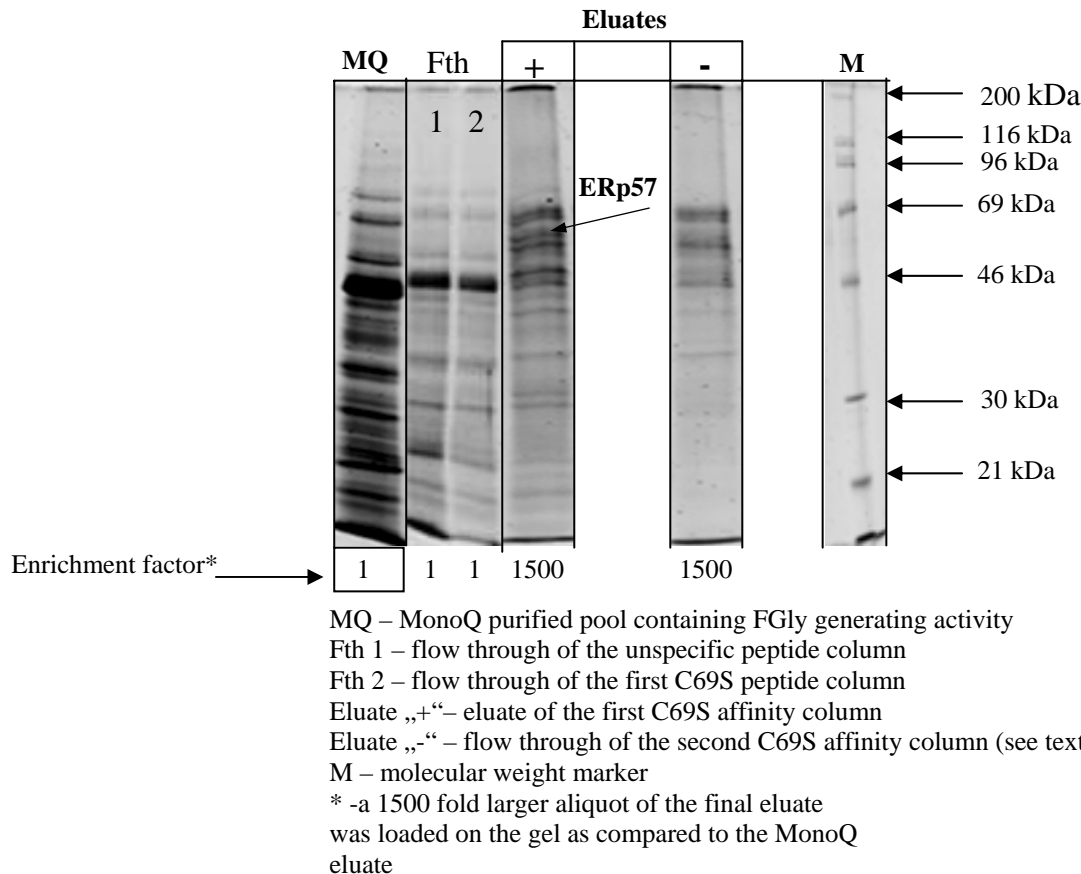 Eluates
MQ Fth + - M
1 2
ERp57
200 kDa
116 kDa
96 kDa
69 kDa
46 kDa
30 kDa
21 kDa
Enrichment factor* 1 1 1 1500 1500
MQ – MonoQ purified pool containing FGly generating activity
Fth 1 – flow through of the unspecific peptide column
Fth 2 – flow through of the first C69S peptide column
Eluate „+“– eluate of the first C69S affinity column
Eluate „-“ – flow through of the second C69S affinity column (see text
M – molecular weight marker
* -a 1500 fold larger aliquot of the final eluate
was loaded on the gel as compared to the MonoQ
eluate